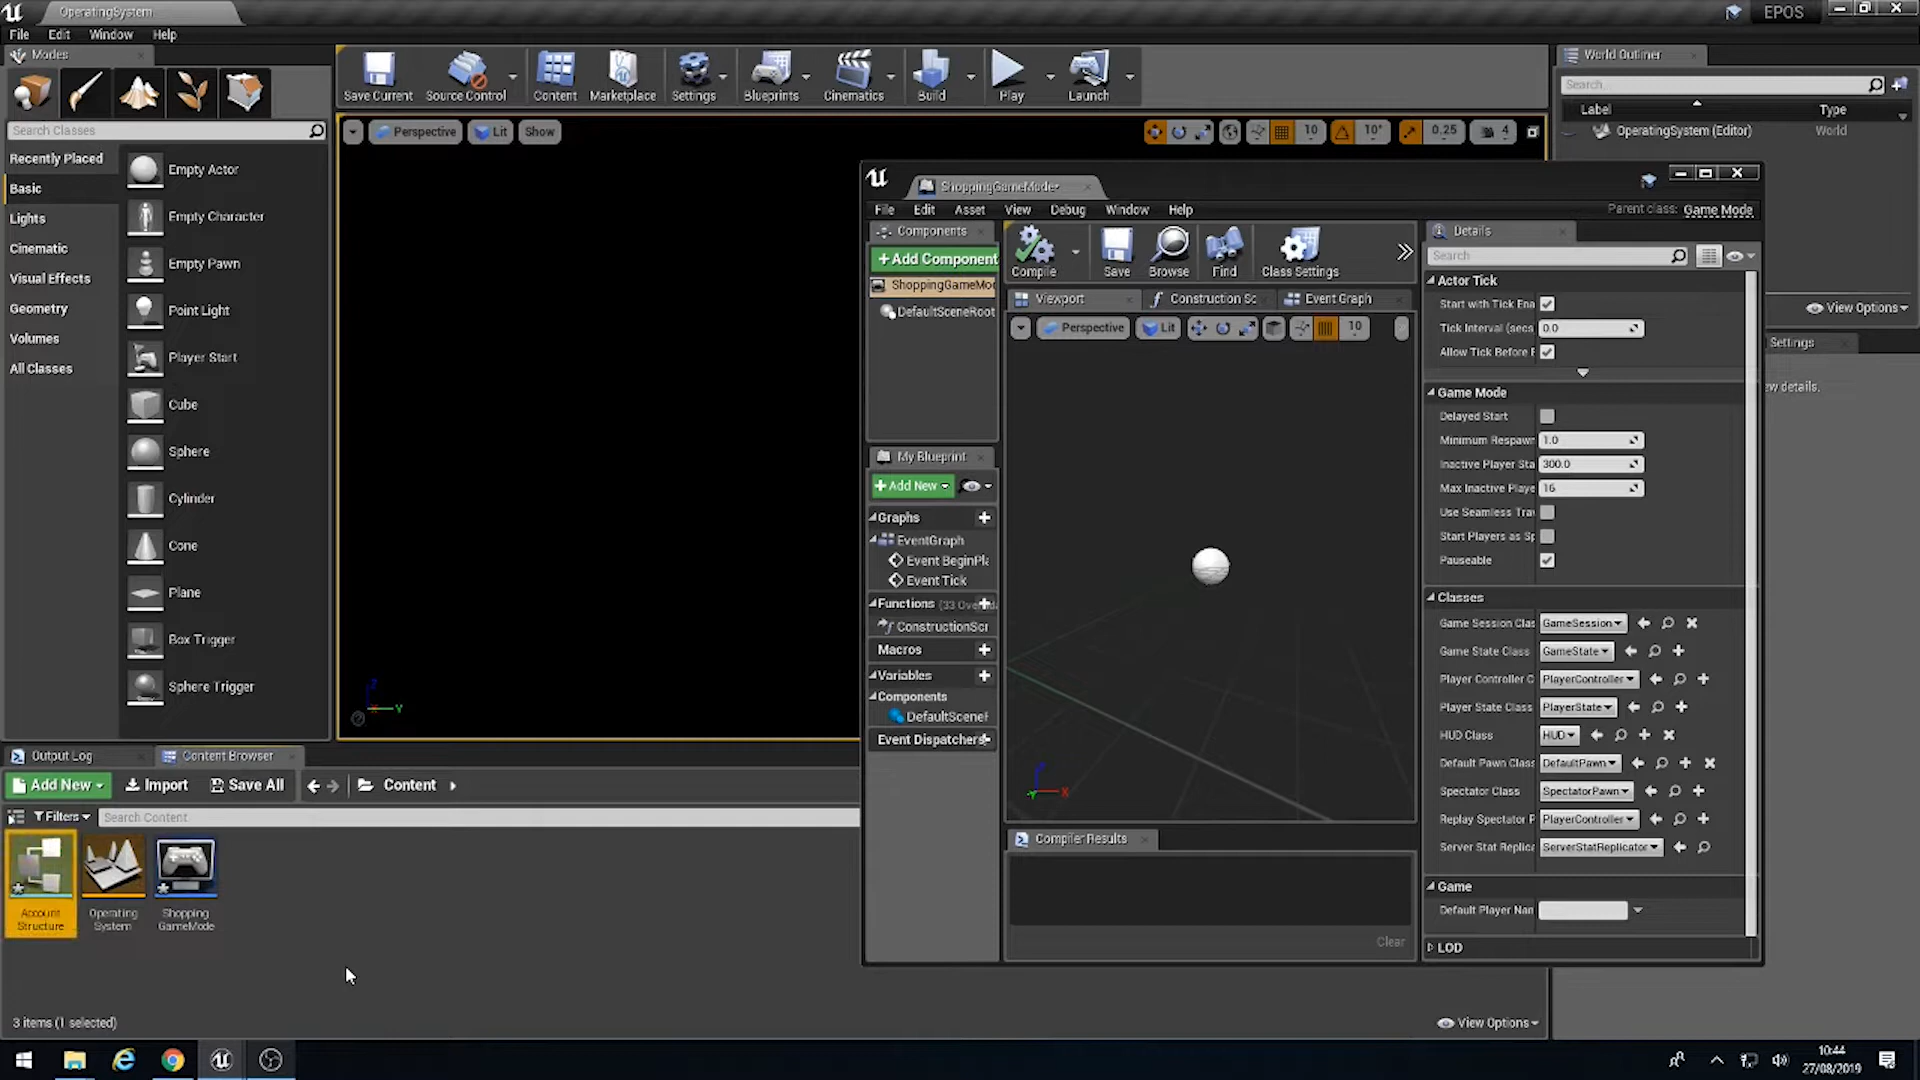 OperatingSystem
EPOS
File Edit Window Help
Modes
Search Classes
Recently Placed
Basic
Lights
Cinematic
Visual Effects
Geometry
Volumes
All Classes
Empty Actor
Empty Character
Empty Pawn
Point Light
Player Start
Cube
Sphere
Cylinder
Cone
Plane
Box Trigger
Sphere Trigger
Save Current Source Control Content Marketplace Settings Blueprints Cinematics Build Play Launch
Perspective Lit Show
10 10° 0.25 4
World Outliner
Search...
Label Type
OperatingSystem (Editor) World
View Options
Settings
ew details.
ShoppingGameMode*
File Edit Asset View Debug Window Help
Parent class: Game Mode
Components
+Add Component
ShoppingGameMo
DefaultSceneRoot
My Blueprint
+Add New
Graphs
EventGraph
Event BeginPla
Event Tick
Functions (33 Overrida
ConstructionScr
Macros
Variables
Components
DefaultSceneR
Event Dispatchers
Compile Save Browse Find Class Settings
Viewport Construction Sc Event Graph
Perspective Lit 10
Z
Y
X
Compiler Results
Clear
Details
Search
Actor Tick
Start with Tick Ena
Tick Interval (secs 0.0
Allow Tick Before
Game Mode
Delayed Start
Minimum Respawn 1.0
Inactive Player Sta 300.0
Max Inactive Playe 16
Use Seamless Trav
Start Players as Sp
Pauseable
Classes
Game Session Clas GameSession
Game State Class GameState
Player Controller C PlayerController
Player State Class PlayerState
HUD Class HUD
Default Pawn Class DefaultPawn
Spectator Class SpectatorPawn
Replay Spectator P PlayerController
Server Stat Replica ServerStatReplicator
Game
Default Player Nam
LOD
Z
Y
Output Log Content Browser
Add New Import Save All Content
Filters Search Content
Account Structure
Operating System
Shopping GameMode
3 items (1 selected)
View Options
10:44
27/08/2019